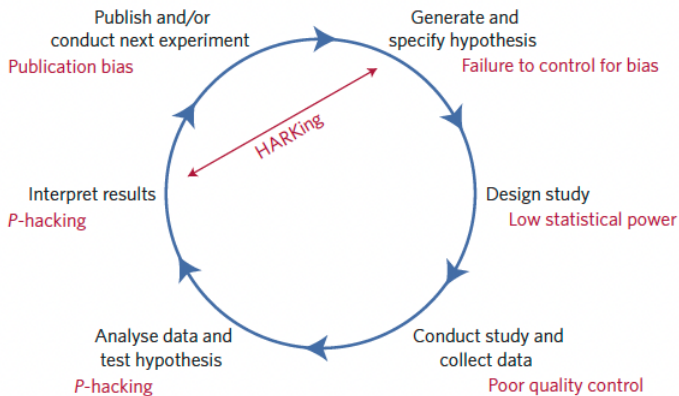 Publish and/or
conduct next experiment
Publication bias
Generate and
specify hypothesis
Failure to control for bias
HARKing
Interpret results
P-hacking
Design study
Low statistical power
Analyse data and
test hypothesis
P-hacking
Conduct study and
collect data
Poor quality control